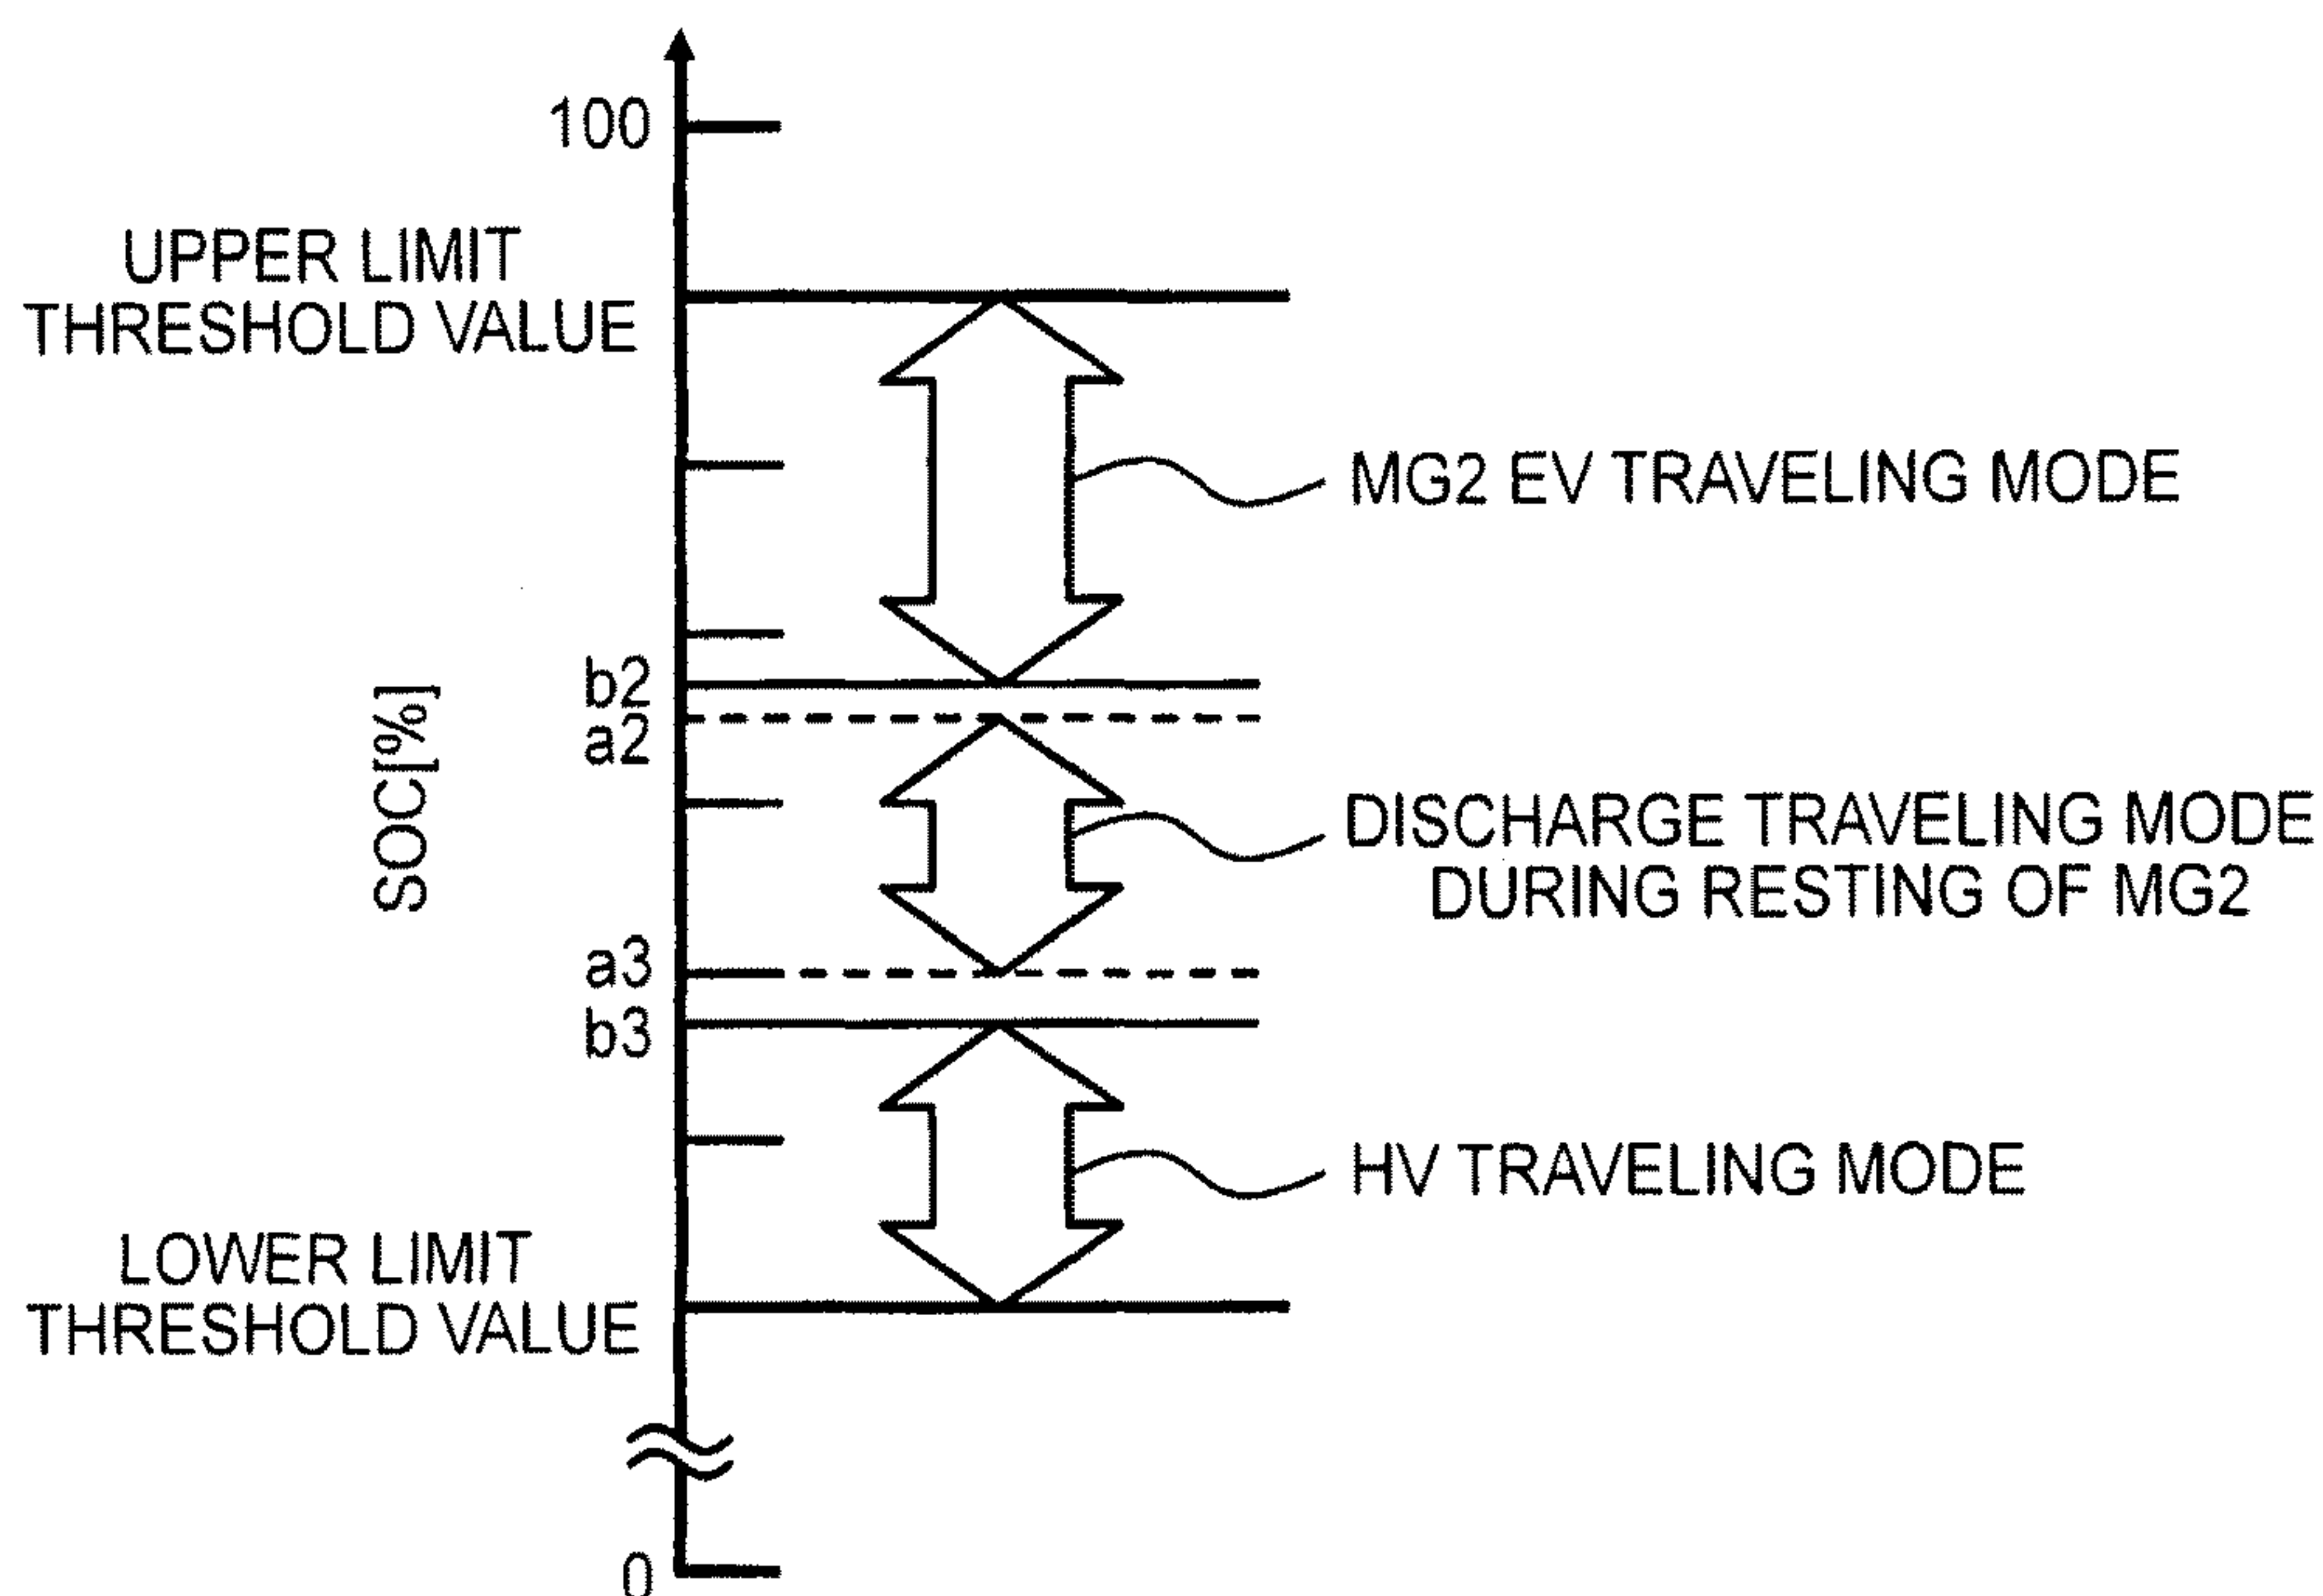 100
UPPER LIMIT
THRESHOLD VALUE
MG2 EV TRAVELING MODE
b2
a2
SOC[%]
DISCHARGE TRAVELING MODE
DURING RESTING OF MG2
a3
b3
HV TRAVELING MODE
LOWER LIMIT
THRESHOLD VALUE
0